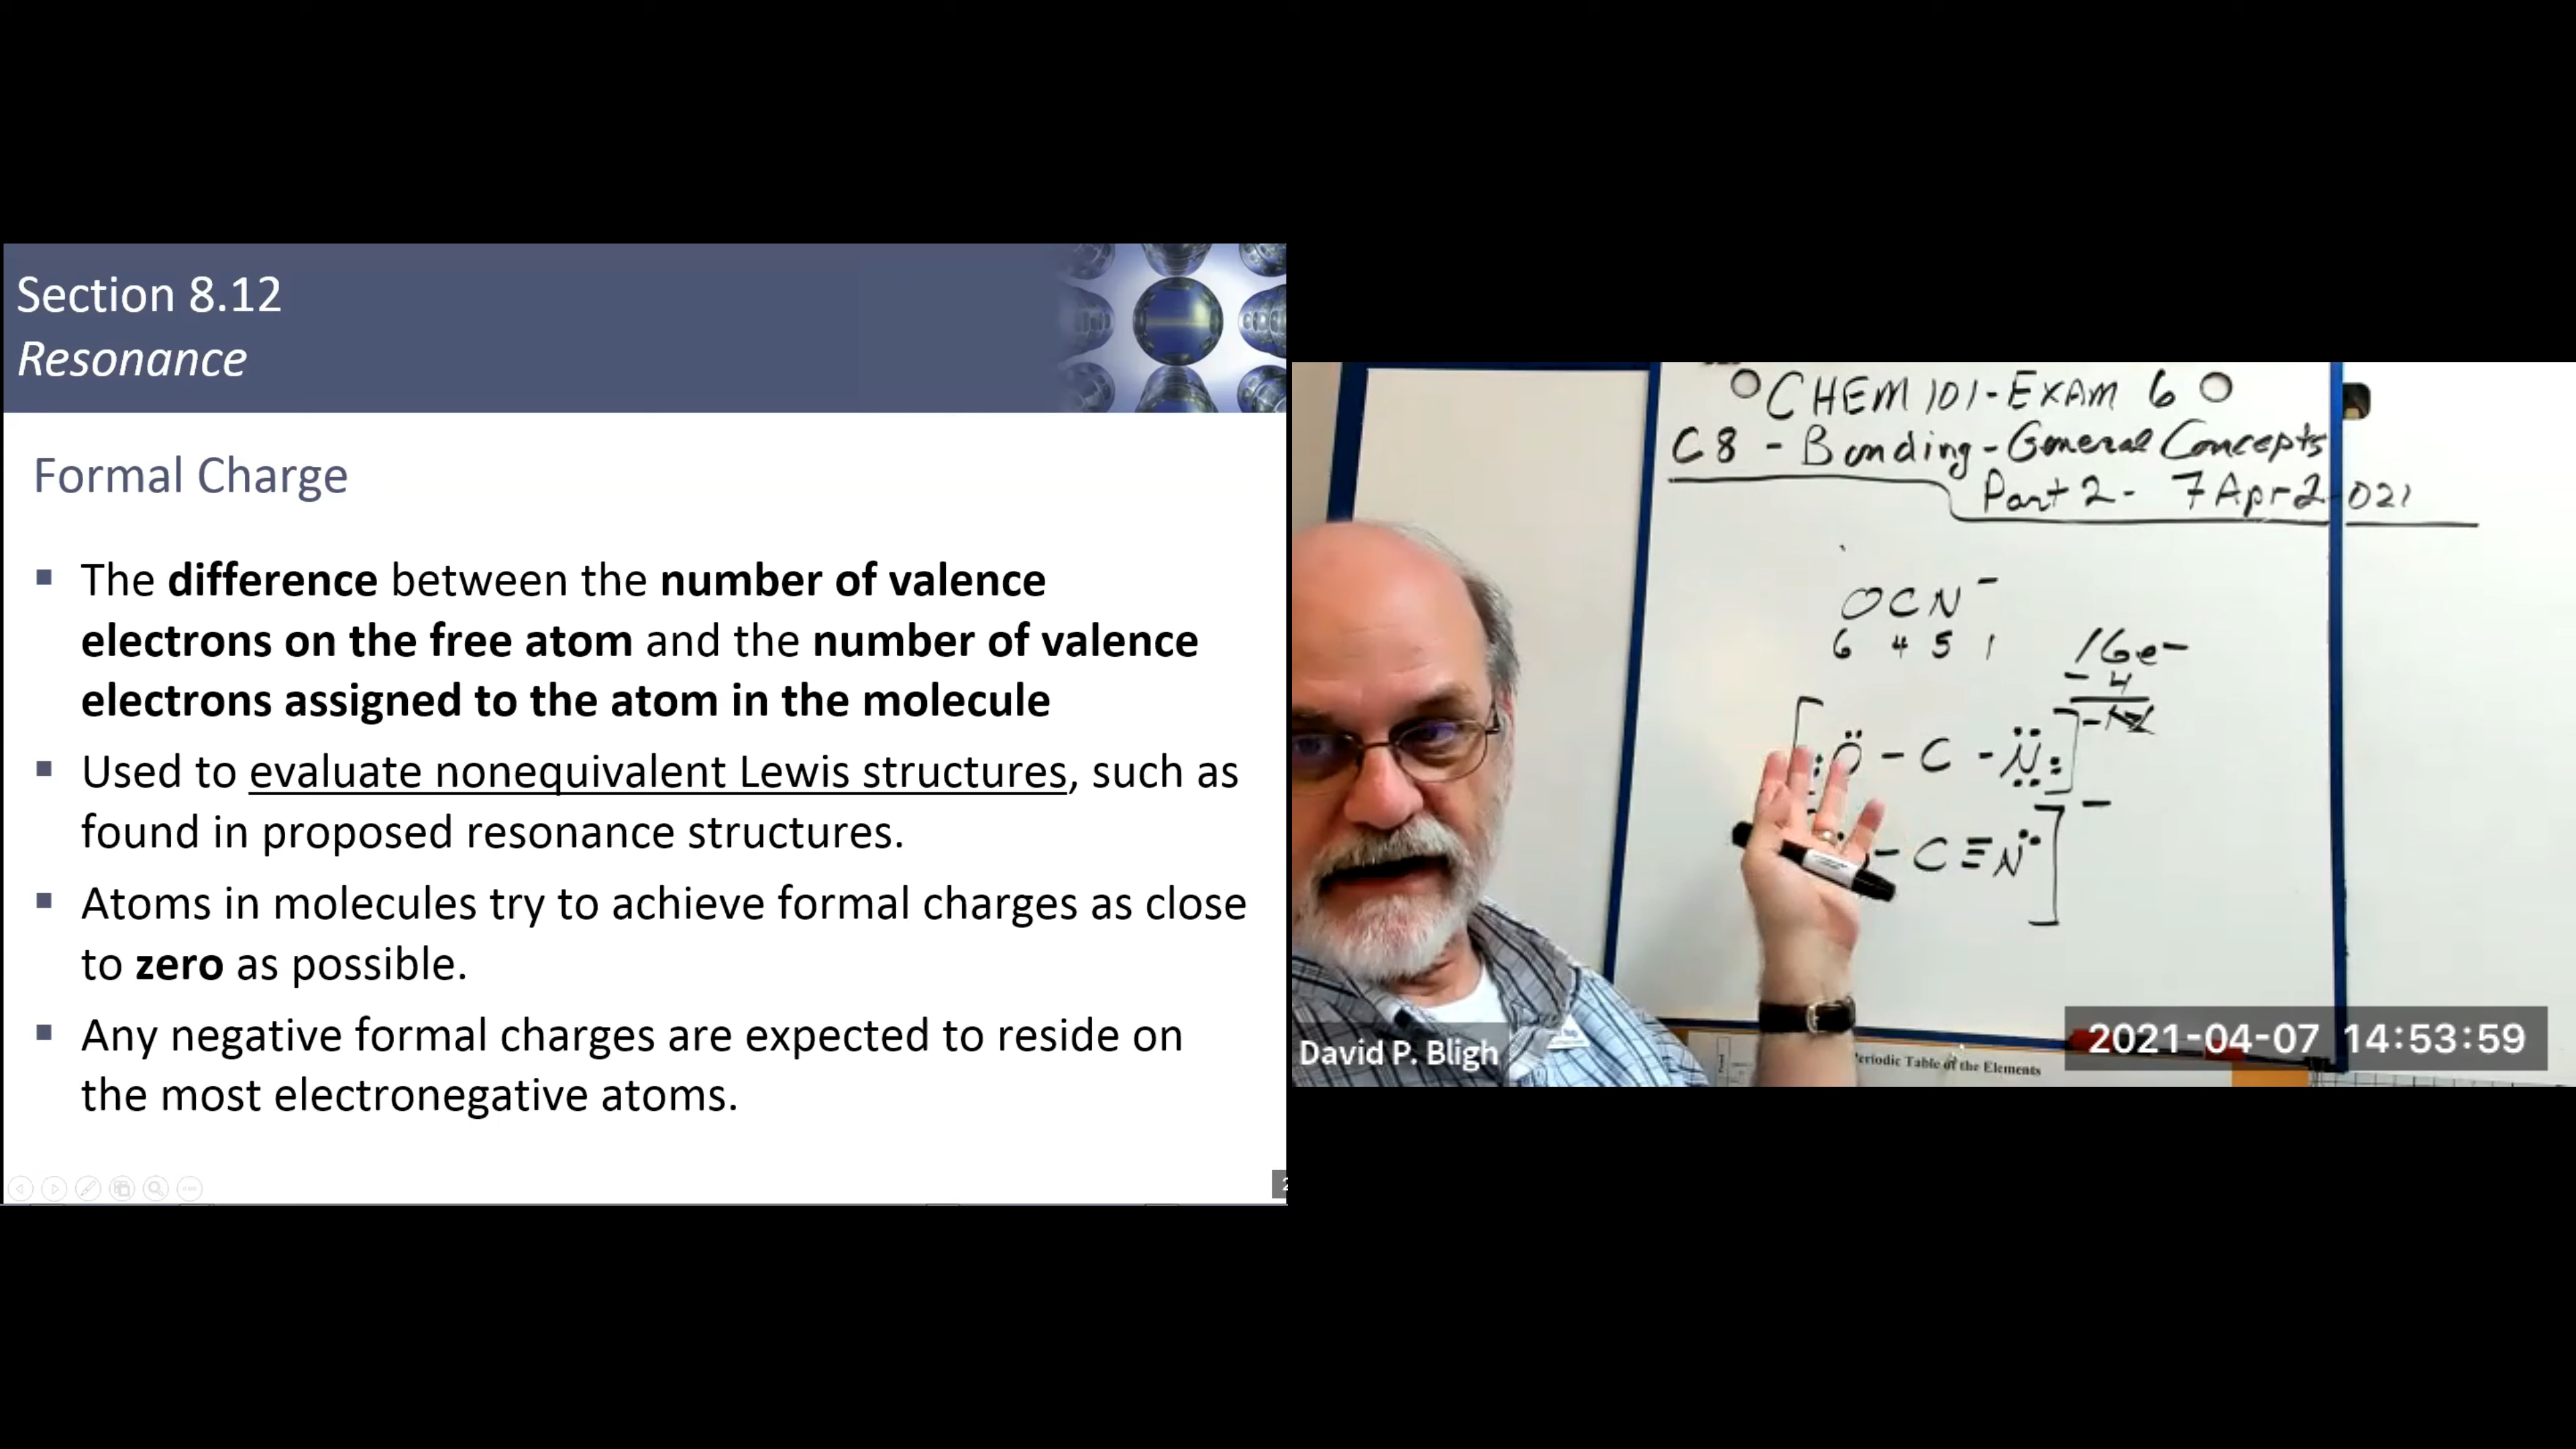 Section 8.12
Resonance
Formal Charge
▪ The difference between the number of valence
electrons on the free atom and the number of valence
electrons assigned to the atom in the molecule
▪ Used to evaluate nonequivalent Lewis structures, such as
found in proposed resonance structures.
▪ Atoms in molecules try to achieve formal charges as close
to zero as possible.
▪ Any negative formal charges are expected to reside on
the most electronegative atoms.
2
CHEM 101-EXAM 6
C8 - Bonding - General Concepts
Part 2 - 7 Apr 2021
OCN⁻
6 4 5 1
16e-
- 4
[:Ö - C - N̈:]⁻
- C ≡ N:]⁻
David P. Bligh
Periodic Table of the Elements
2021-04-07 14:53:59